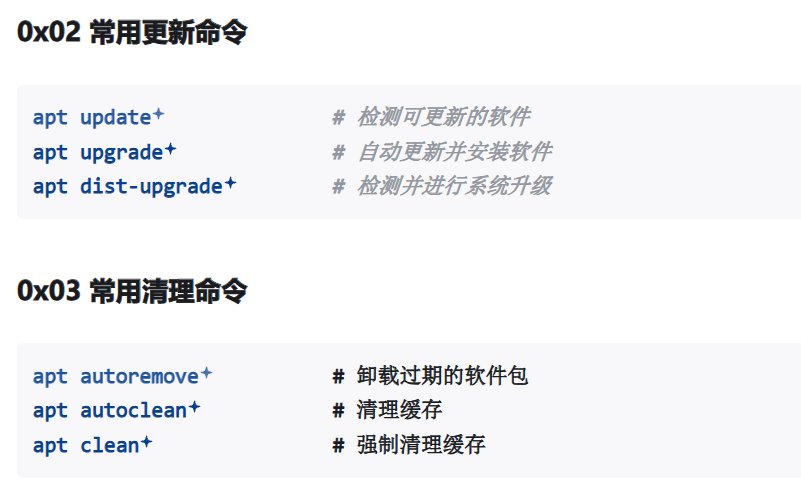 0x02 常用更新命令
apt update✦ # 检测可更新的软件
apt upgrade✦ # 自动更新并安装软件
apt dist-upgrade✦ # 检测并进行系统升级
0x03 常用清理命令
apt autoremove✦ # 卸载过期的软件包
apt autoclean✦ # 清理缓存
apt clean✦ # 强制清理缓存